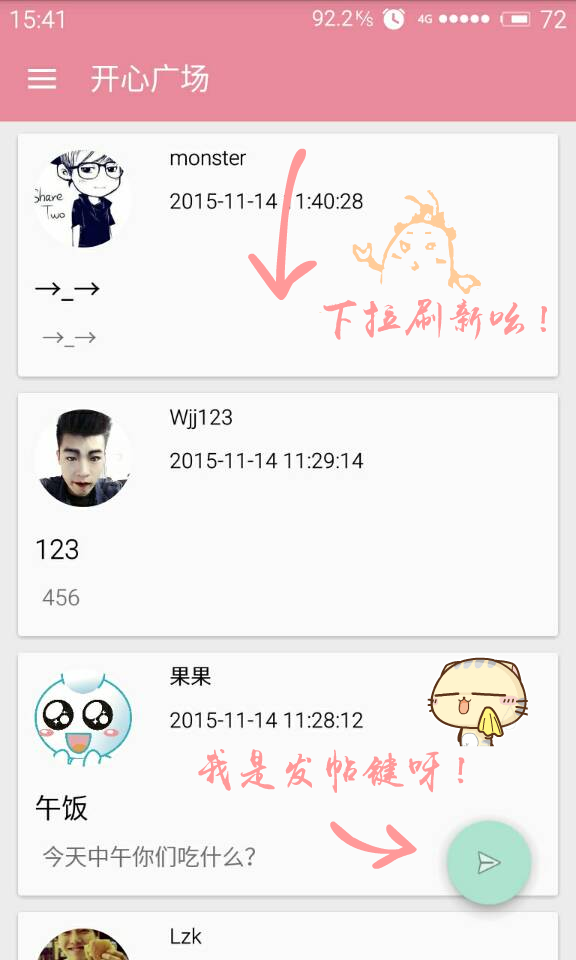 15:41 92.2K/s 4G 72
开心广场
monster
2015-11-14 11:40:28
Share
Two
→_→
下拉刷新吆！
→_→
Wjj123
2015-11-14 11:29:14
123
456
果果
2015-11-14 11:28:12
我是发帖键呀！
午饭
今天中午你们吃什么？
Lzk